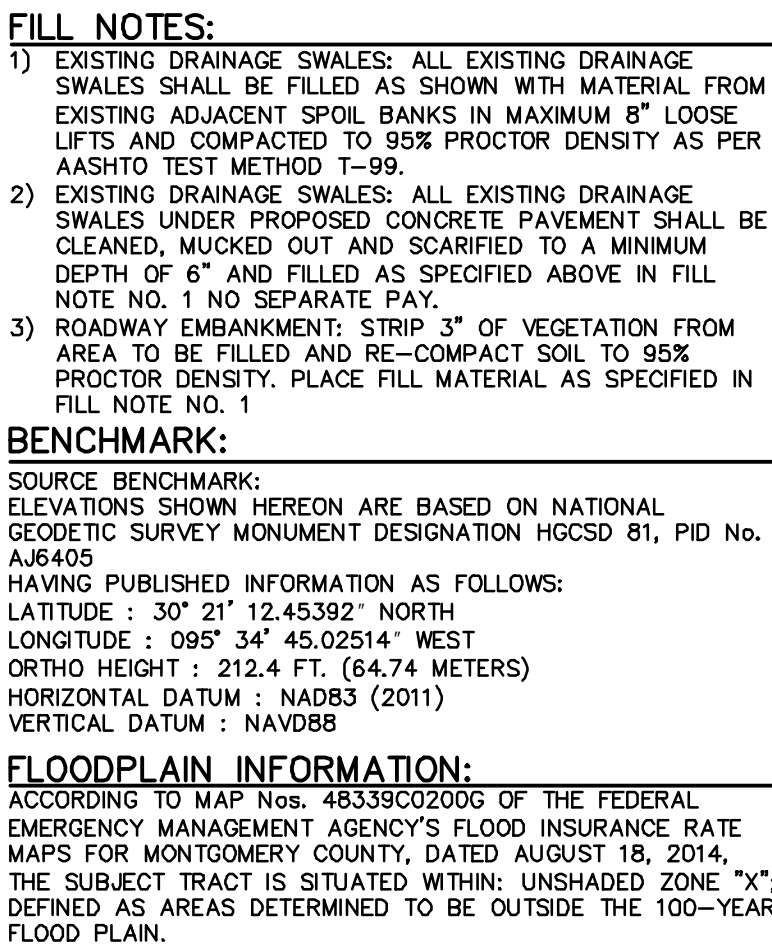 FILL NOTES:
1) EXISTING DRAINAGE SWALES: ALL EXISTING DRAINAGE
SWALES SHALL BE FILLED AS SHOWN WITH MATERIAL FROM
EXISTING ADJACENT SPOIL BANKS IN MAXIMUM 8" LOOSE
LIFTS AND COMPACTED TO 95% PROCTOR DENSITY AS PER
AASHTO TEST METHOD T-99.
2) EXISTING DRAINAGE SWALES: ALL EXISTING DRAINAGE
SWALES UNDER PROPOSED CONCRETE PAVEMENT SHALL BE
CLEANED, MUCKED OUT AND SCARIFIED TO A MINIMUM
DEPTH OF 6" AND FILLED AS SPECIFIED ABOVE IN FILL
NOTE NO. 1 NO SEPARATE PAY.
3) ROADWAY EMBANKMENT: STRIP 3" OF VEGETATION FROM
AREA TO BE FILLED AND RE-COMPACT SOIL TO 95%
PROCTOR DENSITY. PLACE FILL MATERIAL AS SPECIFIED IN
FILL NOTE NO. 1
BENCHMARK:
SOURCE BENCHMARK:
ELEVATIONS SHOWN HEREON ARE BASED ON NATIONAL
GEODETIC SURVEY MONUMENT DESIGNATION HGCSD 81, PID No.
AJ6405
HAVING PUBLISHED INFORMATION AS FOLLOWS:
LATITUDE : 30° 21' 12.45392" NORTH
LONGITUDE : 095° 34' 45.02514" WEST
ORTHO HEIGHT : 212.4 FT. (64.74 METERS)
HORIZONTAL DATUM : NAD83 (2011)
VERTICAL DATUM : NAVD88
FLOODPLAIN INFORMATION:
ACCORDING TO MAP Nos. 48339C0200G OF THE FEDERAL
EMERGENCY MANAGEMENT AGENCY'S FLOOD INSURANCE RATE
MAPS FOR MONTGOMERY COUNTY, DATED AUGUST 18, 2014,
THE SUBJECT TRACT IS SITUATED WITHIN: UNSHADED ZONE "X";
DEFINED AS AREAS DETERMINED TO BE OUTSIDE THE 100-YEAR
FLOOD PLAIN.